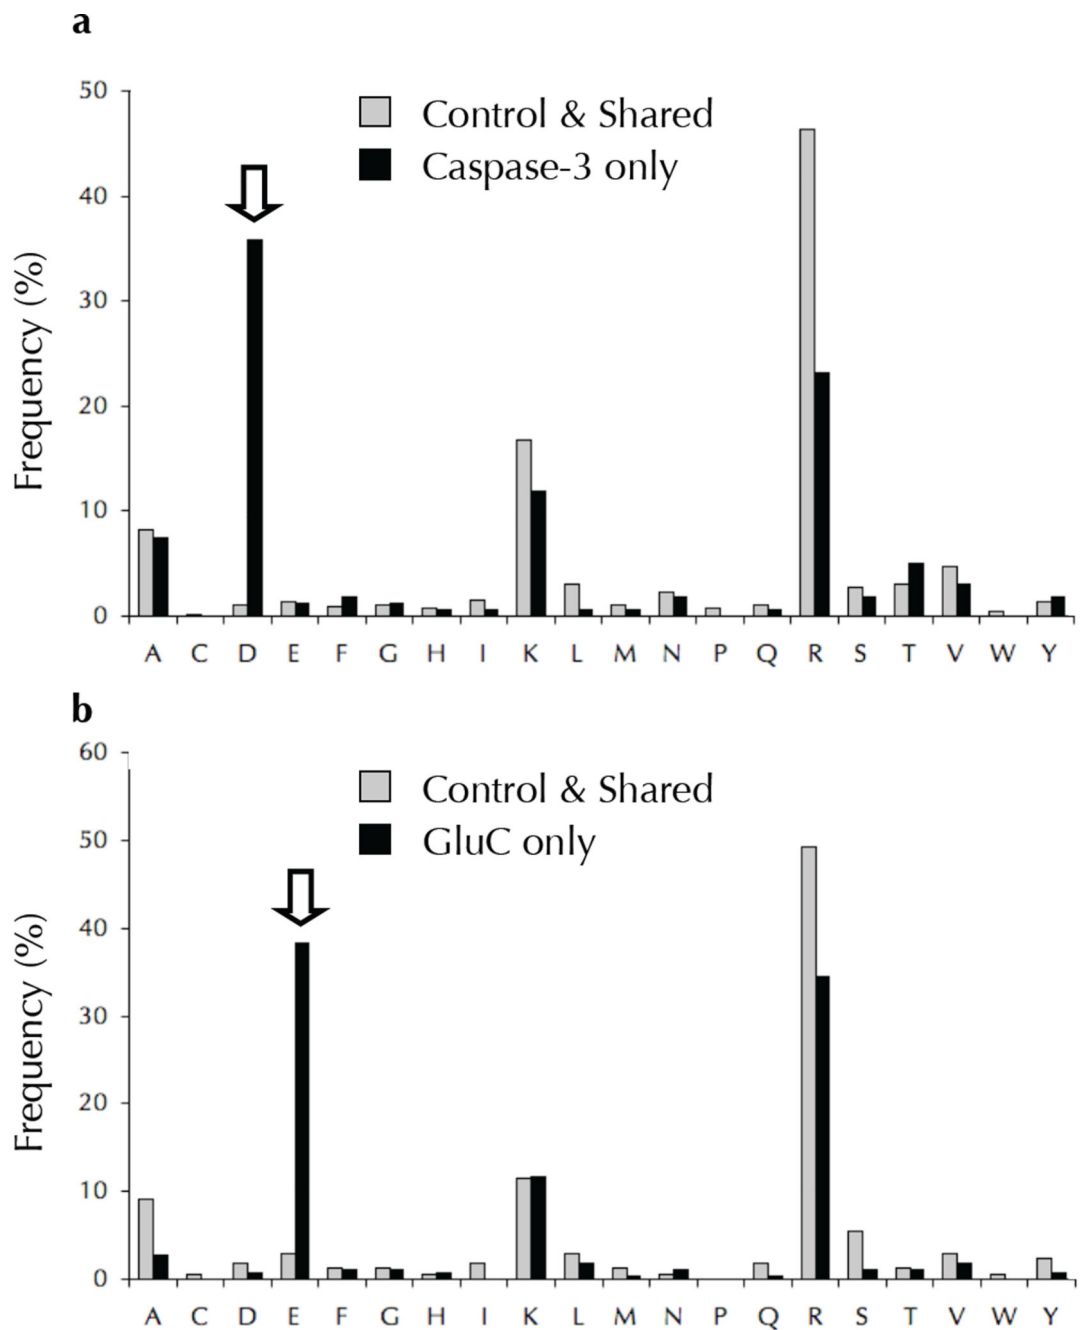 a
50
40
30
20
10
0
Frequency (%)
Control & Shared
Caspase-3 only
A C D E F G H I K L M N P Q R S T V W Y
b
60
50
40
30
20
10
0
Frequency (%)
Control & Shared
GluC only
A C D E F G H I K L M N P Q R S T V W Y